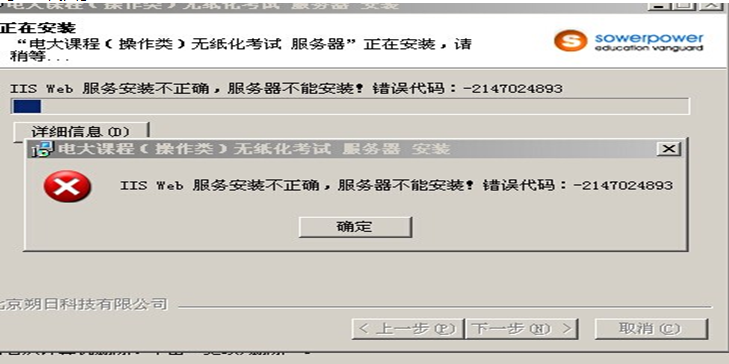 电大课程(操作类)无纸化考试 服务器 安装
正在安装
“电大课程(操作类)无纸化考试 服务器”正在安装，请
稍等...
sowerpower
education vanguard
IIS Web 服务安装不正确，服务器不能安装! 错误代码：-2147024893
详细信息(D)
电大课程(操作类)无纸化考试 服务器 安装
IIS Web 服务安装不正确，服务器不能安装! 错误代码：-2147024893
确定
北京朔日科技有限公司
< 上一步(P)
下一步(N) >
取消(C)